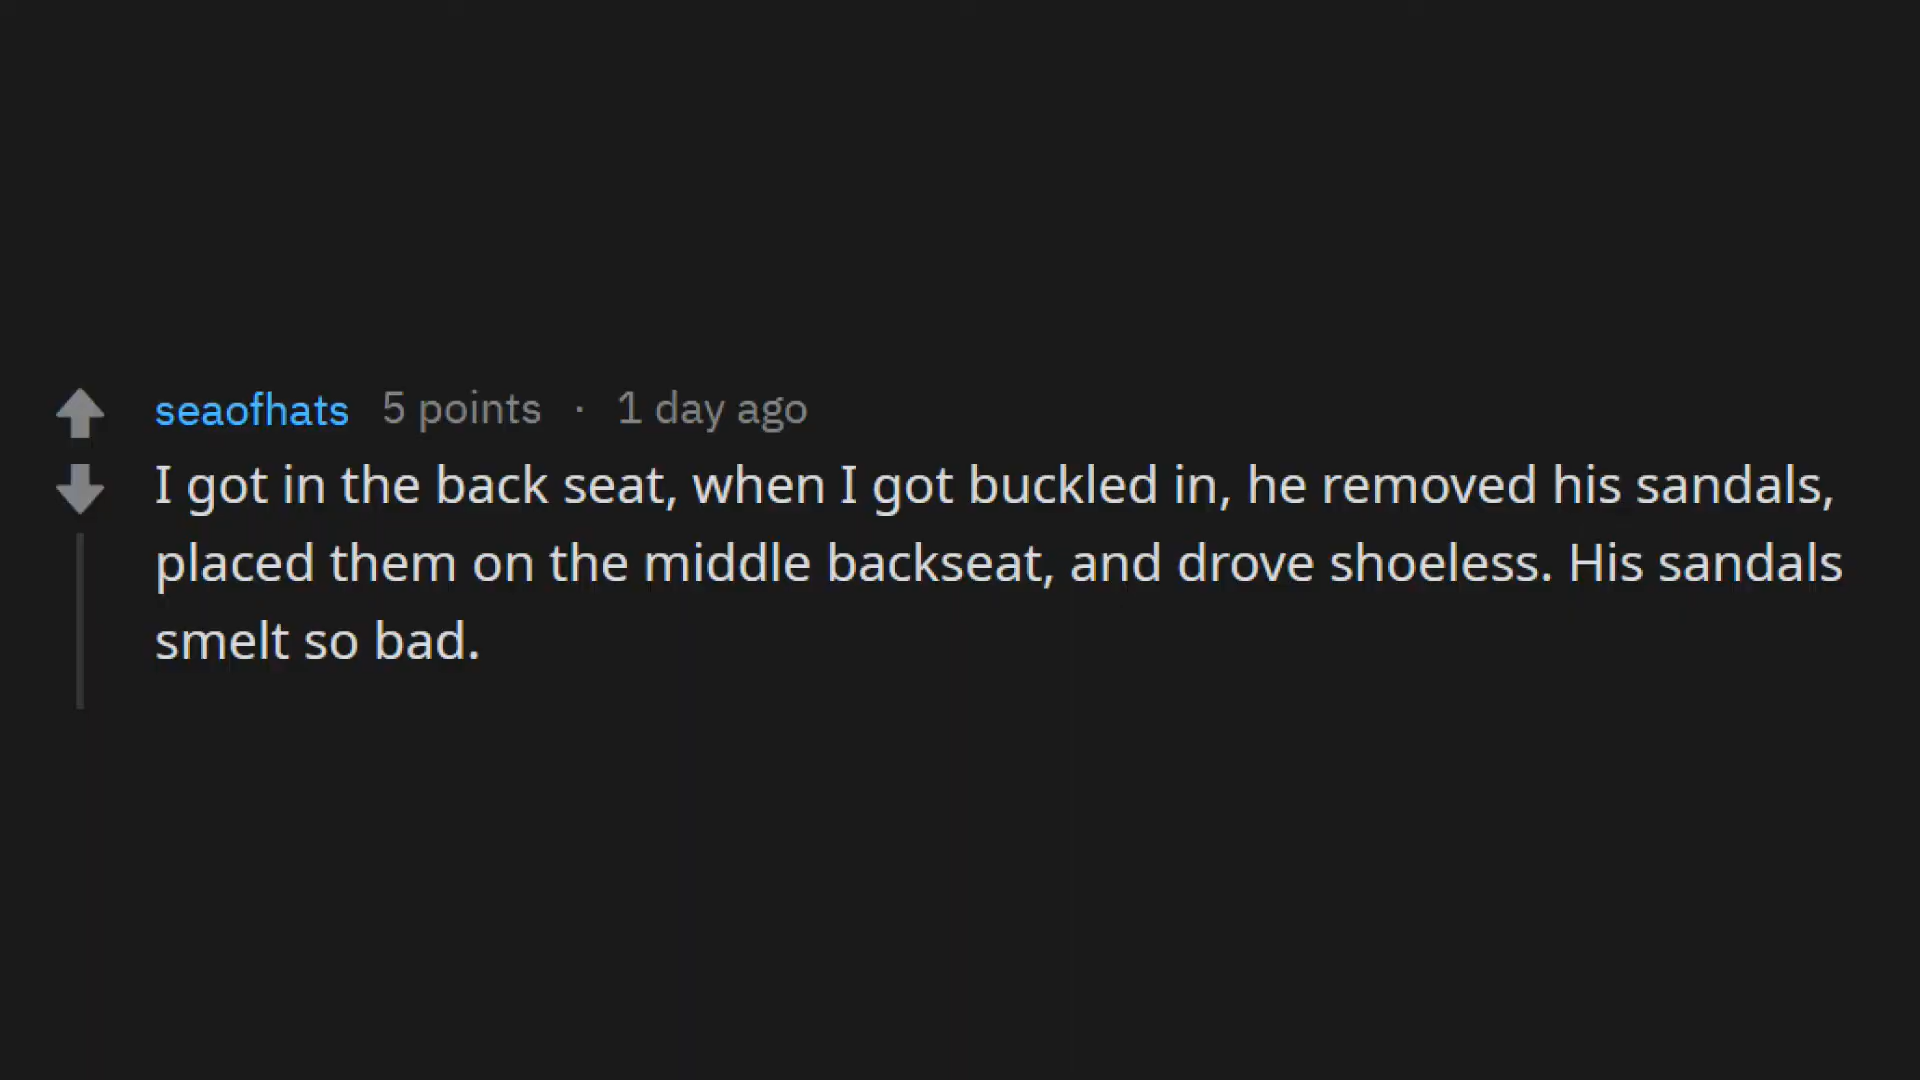 seaofhats 5 points · 1 day ago
I got in the back seat, when I got buckled in, he removed his sandals,
placed them on the middle backseat, and drove shoeless. His sandals
smelt so bad.